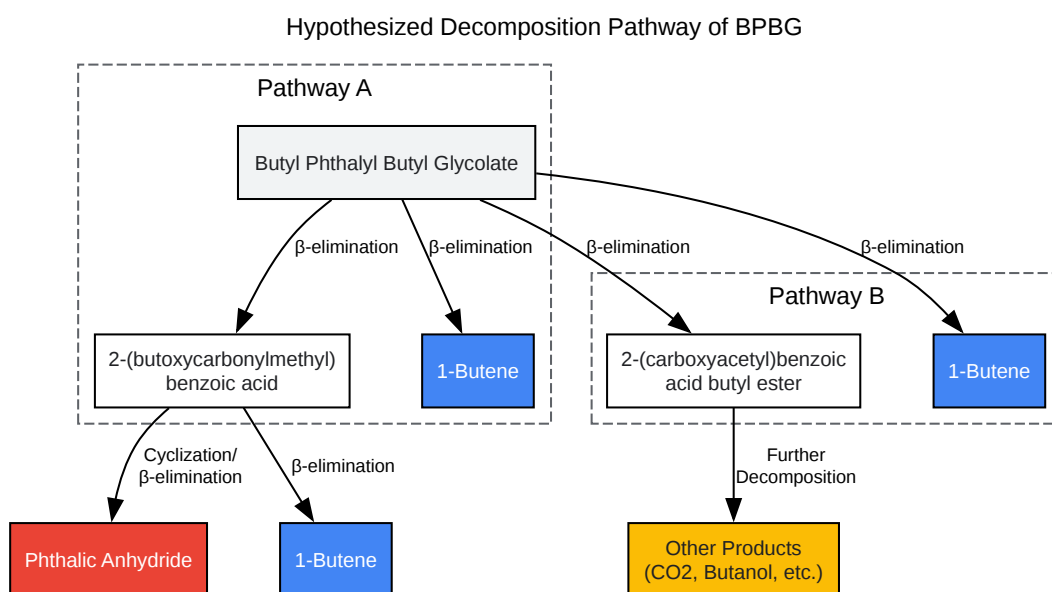 Hypothesized Decomposition Pathway of BPBG
Pathway A
Butyl Phthalyl Butyl Glycolate
β-elimination
β-elimination
β-elimination
β-elimination
Pathway B
2-(butoxycarbonylmethyl)
benzoic acid
1-Butene
2-(carboxyacetyl)benzoic
acid butyl ester
1-Butene
Cyclization/
β-elimination
β-elimination
Further
Decomposition
Phthalic Anhydride
1-Butene
Other Products
(CO2, Butanol, etc.)